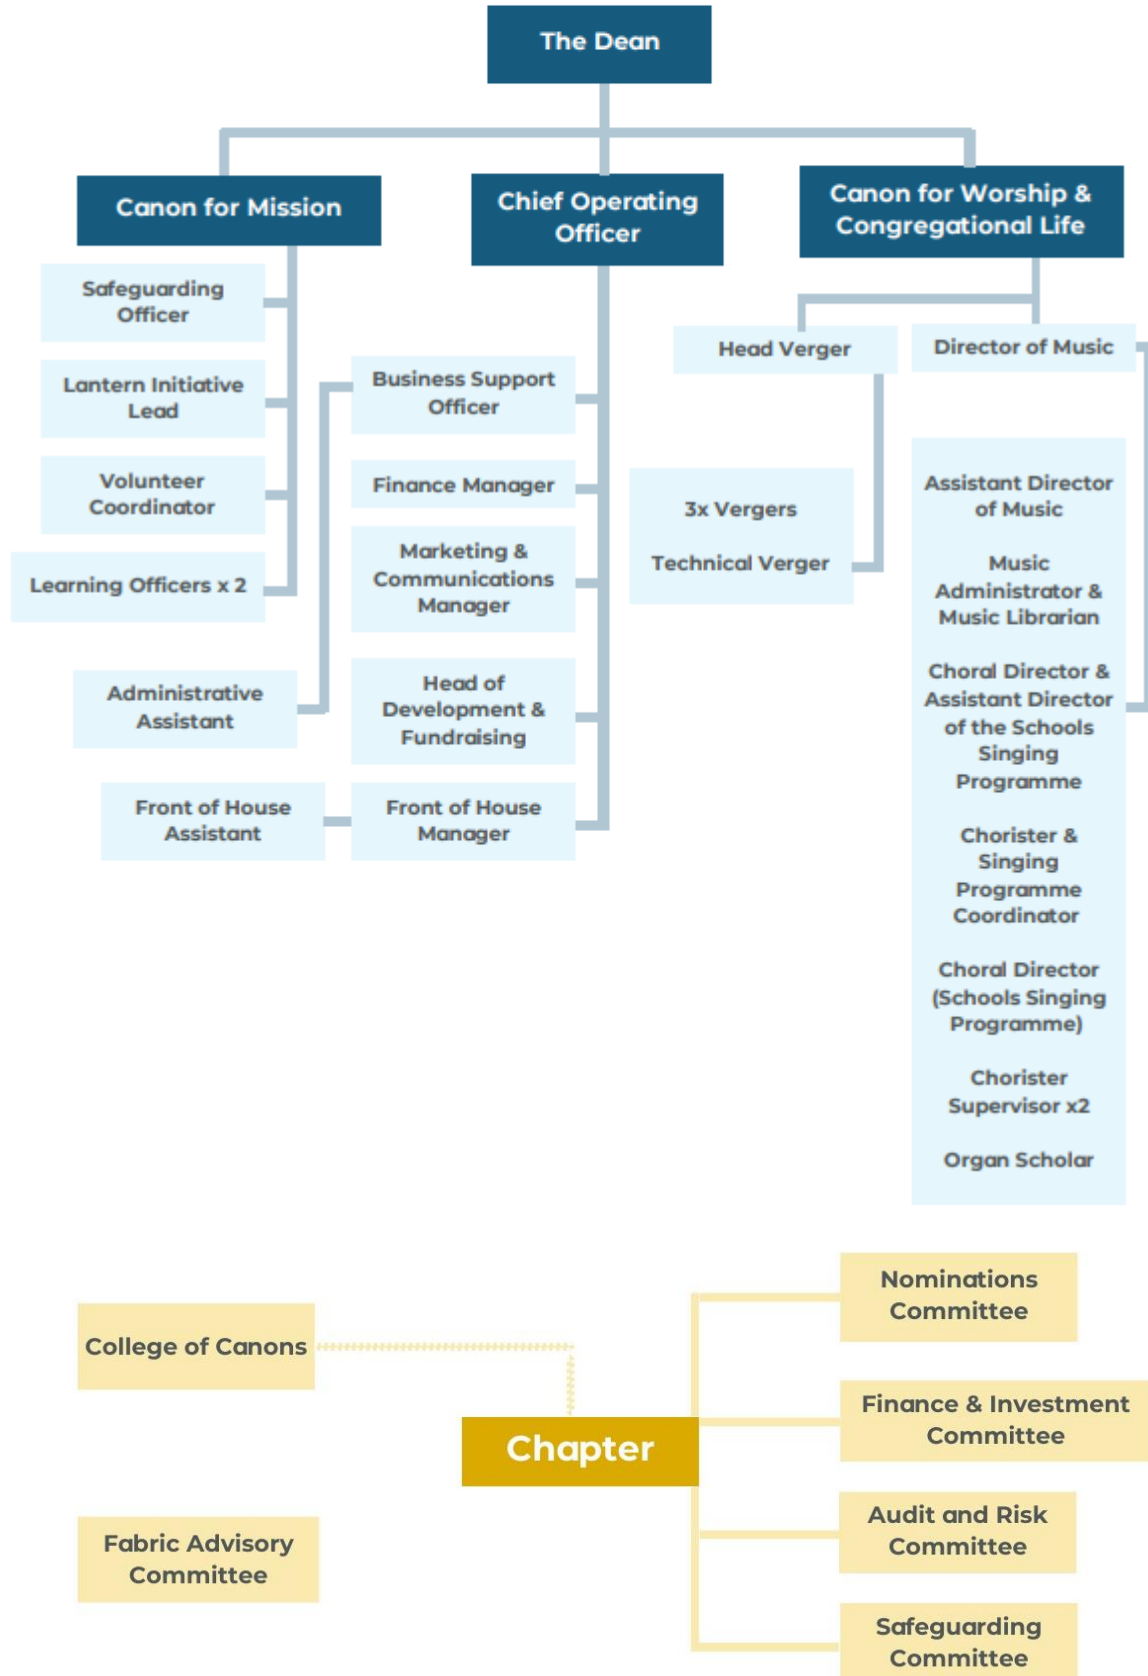 The Dean
Canon for Mission
Chief Operating
Officer
Canon for Worship &
Congregational Life
Safeguarding
Officer
Lantern Initiative
Lead
Volunteer
Coordinator
Learning Officers x 2
Business Support
Officer
Finance Manager
Marketing &
Communications
Manager
Head of
Development &
Fundraising
Front of House
Manager
Administrative
Assistant
Front of House
Assistant
Head Verger
3x Vergers
Technical Verger
Director of Music
Assistant Director
of Music
Music
Administrator &
Music Librarian
Choral Director &
Assistant Director
of the Schools
Singing
Programme
Chorister &
Singing
Programme
Coordinator
Choral Director
(Schools Singing
Programme)
Chorister
Supervisor x2
Organ Scholar
College of Canons
Chapter
Fabric Advisory
Committee
Nominations
Committee
Finance & Investment
Committee
Audit and Risk
Committee
Safeguarding
Committee